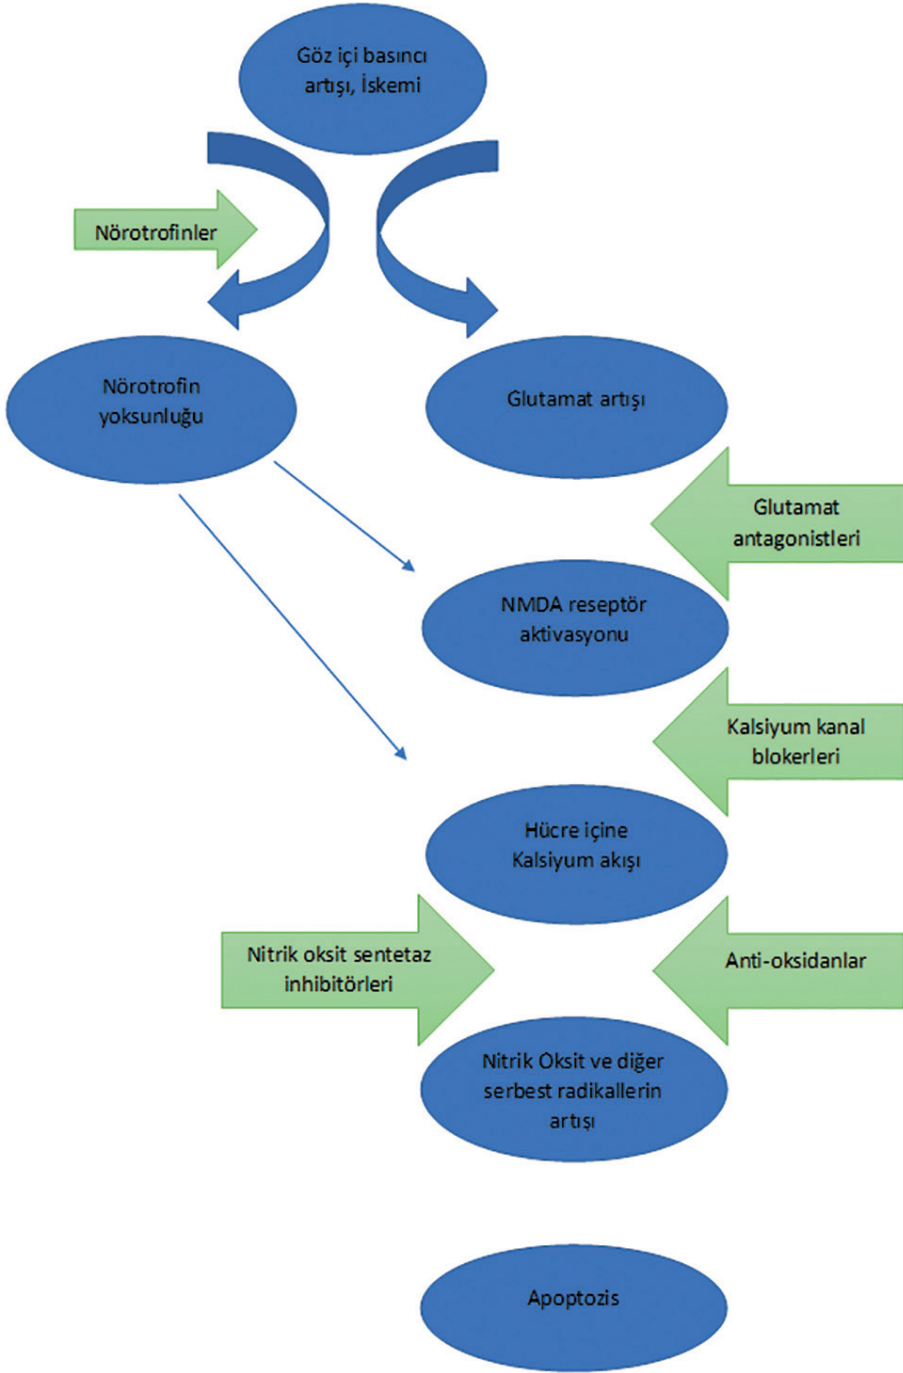 Göz içi basıncı
artışı, İskemi
Nörotrofinler
Nörotrofin
yoksunluğu
Glutamat artışı
Glutamat
antagonistleri
NMDA reseptör
aktivasyonu
Kalsiyum kanal
blokerleri
Hücre içine
Kalsiyum akışı
Nitrik oksit sentetaz
inhibitörleri
Anti-oksidanlar
Nitrik Oksit ve diğer
serbest radikallerin
artışı
Apoptozis